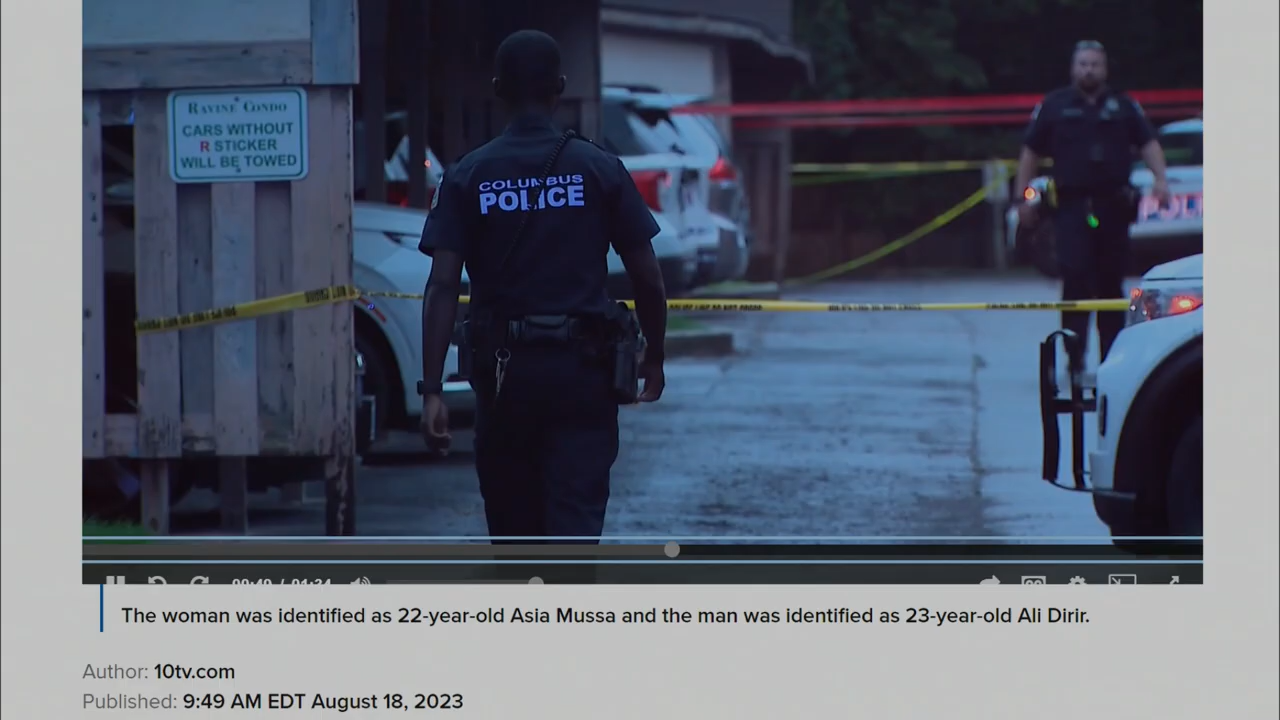 RAVINE CONDO
CARS WITHOUT
R STICKER
WILL BE TOWED
COLUMBUS
POLICE
The woman was identified as 22-year-old Asia Mussa and the man was identified as 23-year-old Ali Dirir.
Author: 10tv.com
Published: 9:49 AM EDT August 18, 2023